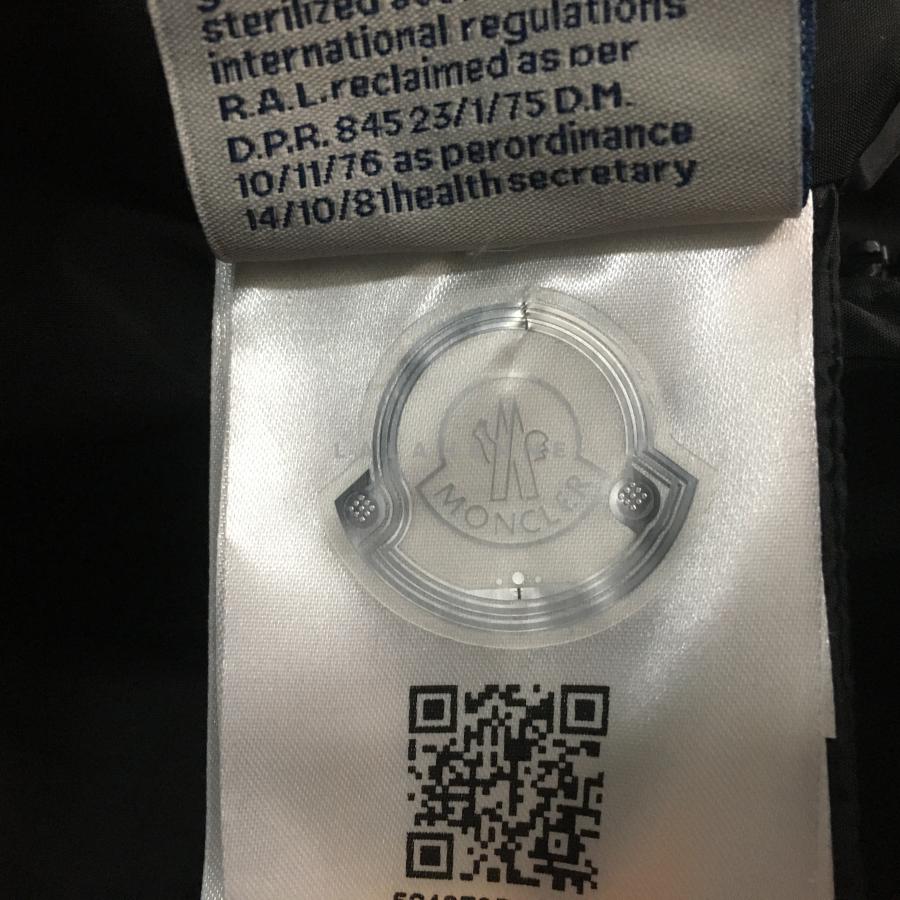 sterilized
international regulations
R.A.L.reclaimed as per
D.P.R. 845 23/1/75 D.M.
10/11/76 as perordinance
14/10/81health secretary
MONCLER